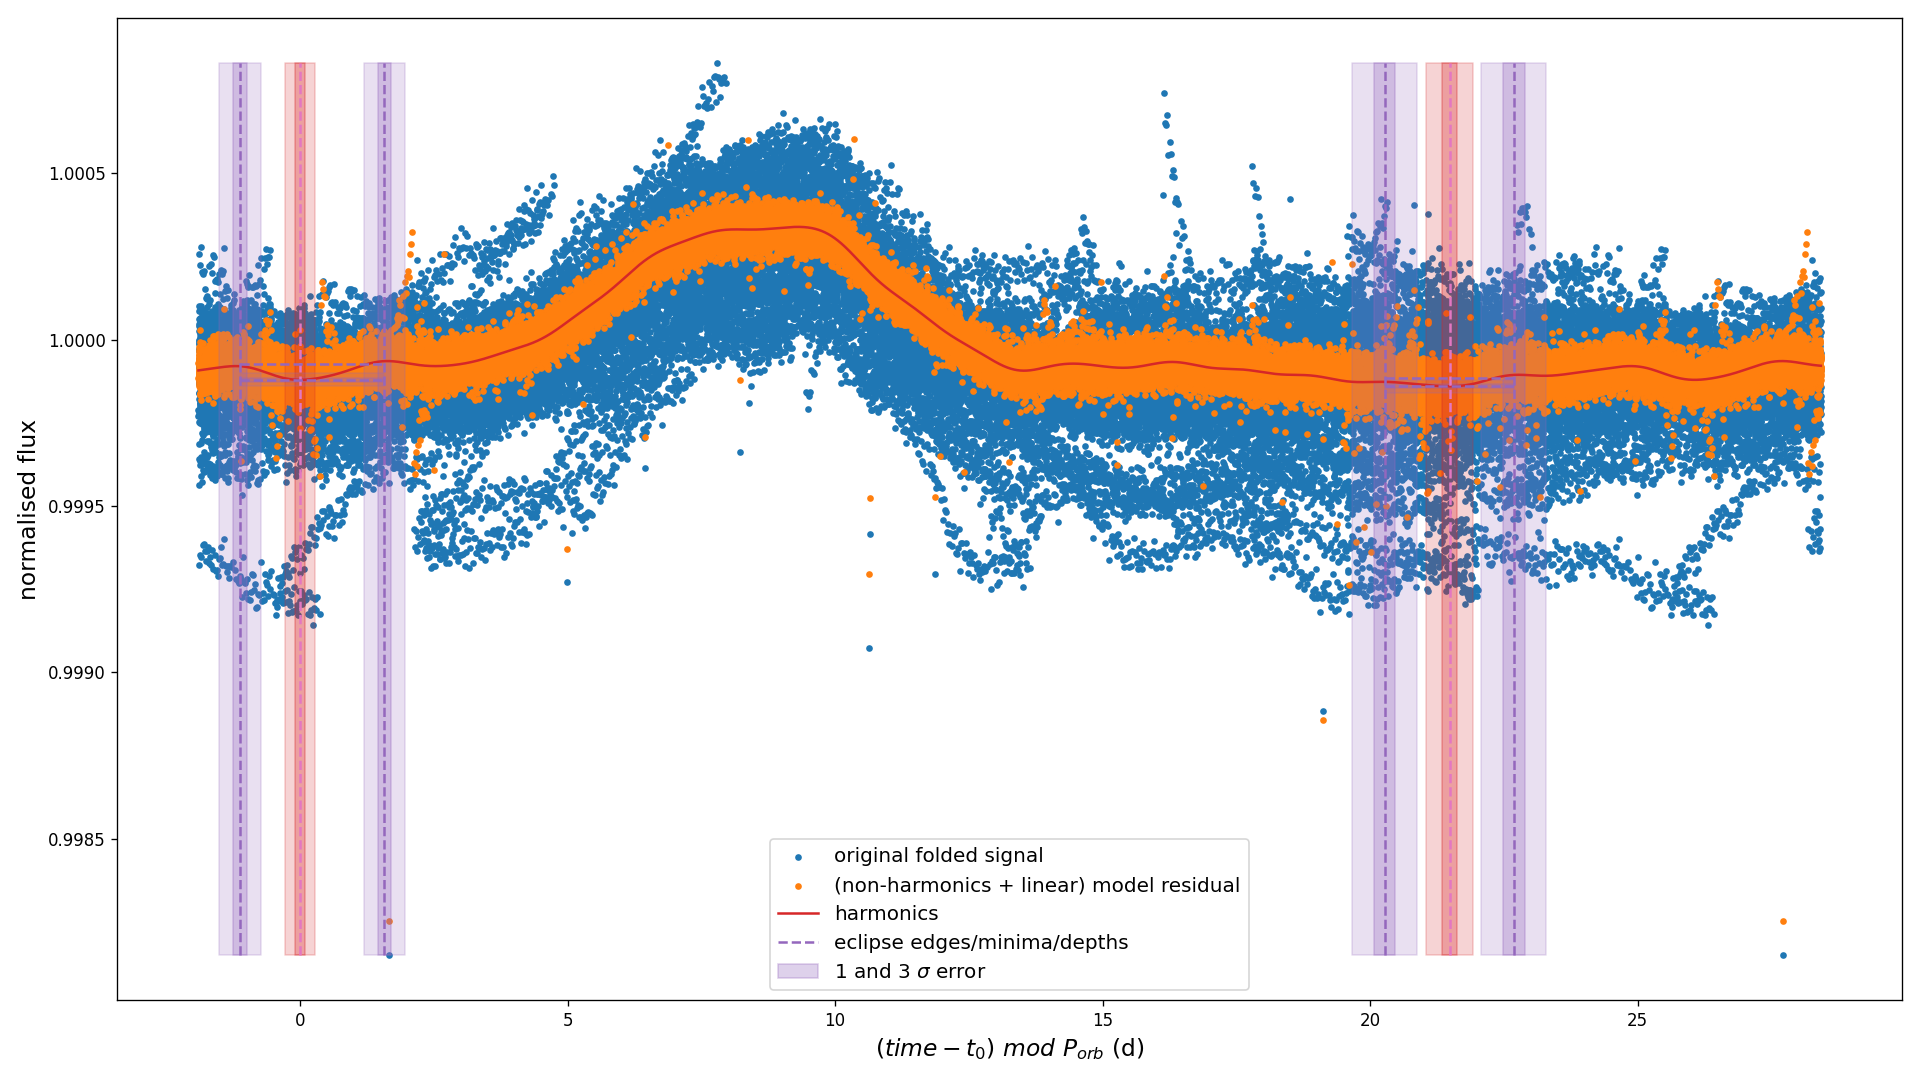 normalised flux
1.0005
1.0000
0.9995
0.9990
0.9985
original folded signal
(non-harmonics + linear) model residual
harmonics
eclipse edges/minima/depths
1 and 3 σ error
0
5
10
15
20
25
(time − t₀) mod P_orb (d)